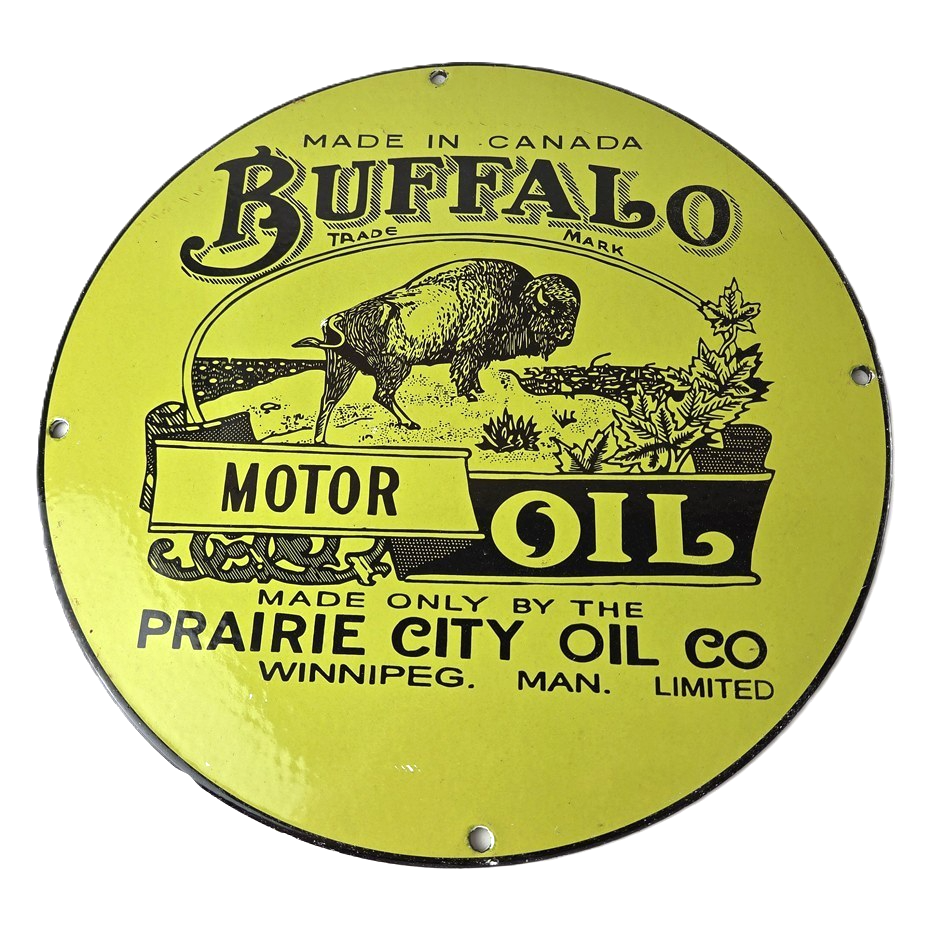 MADE IN CANADA
BUFFALO
TRADE MARK
MOTOR
OIL
MADE ONLY BY THE
PRAIRIE CITY OIL CO
WINNIPEG. MAN. LIMITED